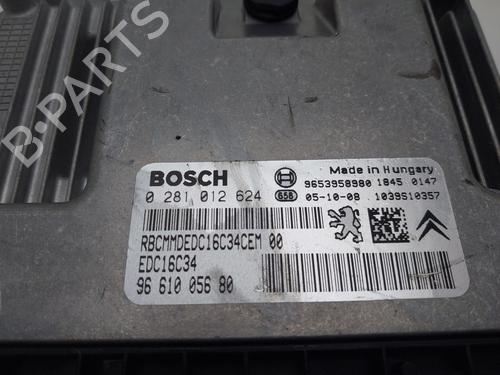 B-PARTS
BOSCH
Made in Hungary
9653958980 1845 0147
0 281 012 624 658 05-10-08 1039S10357
RBCMMDEDC16C34CEM 00
EDC16C34
96 610 056 80